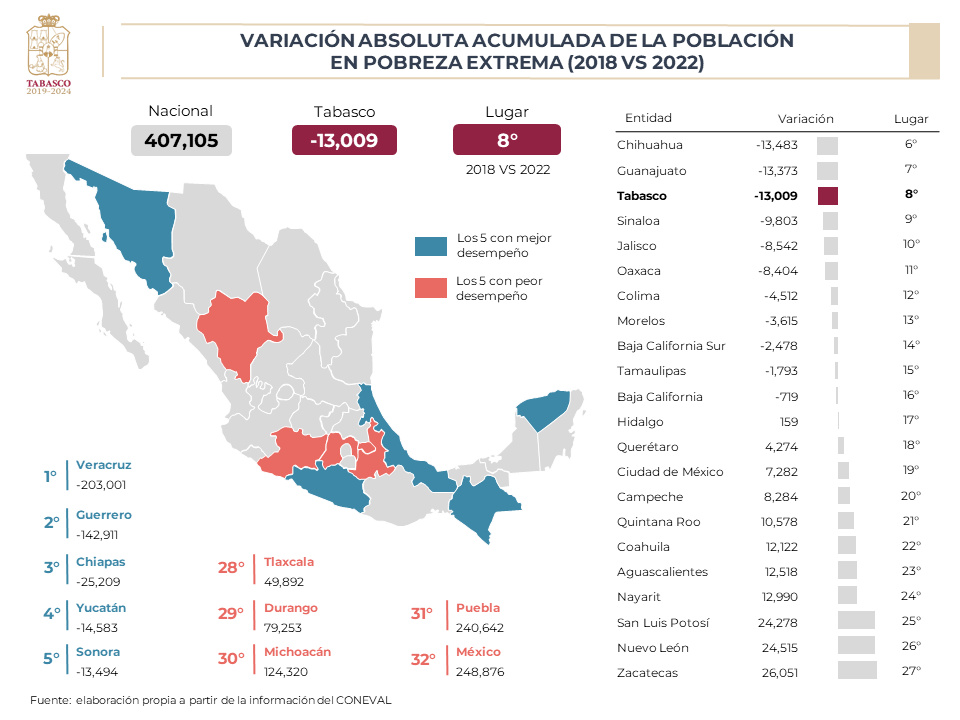 TABASCO
2019-2024
VARIACIÓN ABSOLUTA ACUMULADA DE LA POBLACIÓN
EN POBREZA EXTREMA (2018 VS 2022)
Nacional
407,105
Tabasco
-13,009
Lugar
8°
2018 VS 2022
Los 5 con mejor
desempeño
Los 5 con peor
desempeño
1° Veracruz
-203,001
2° Guerrero
-142,911
3° Chiapas
-25,209
4° Yucatán
-14,583
5° Sonora
-13,494
28° Tlaxcala
49,892
29° Durango
79,253
30° Michoacán
124,320
31° Puebla
240,642
32° México
248,876
Entidad Variación Lugar
Chihuahua -13,483 6°
Guanajuato -13,373 7°
Tabasco -13,009 8°
Sinaloa -9,803 9°
Jalisco -8,542 10°
Oaxaca -8,404 11°
Colima -4,512 12°
Morelos -3,615 13°
Baja California Sur -2,478 14°
Tamaulipas -1,793 15°
Baja California -719 16°
Hidalgo 159 17°
Querétaro 4,274 18°
Ciudad de México 7,282 19°
Campeche 8,284 20°
Quintana Roo 10,578 21°
Coahuila 12,122 22°
Aguascalientes 12,518 23°
Nayarit 12,990 24°
San Luis Potosí 24,278 25°
Nuevo León 24,515 26°
Zacatecas 26,051 27°
Fuente: elaboración propia a partir de la información del CONEVAL